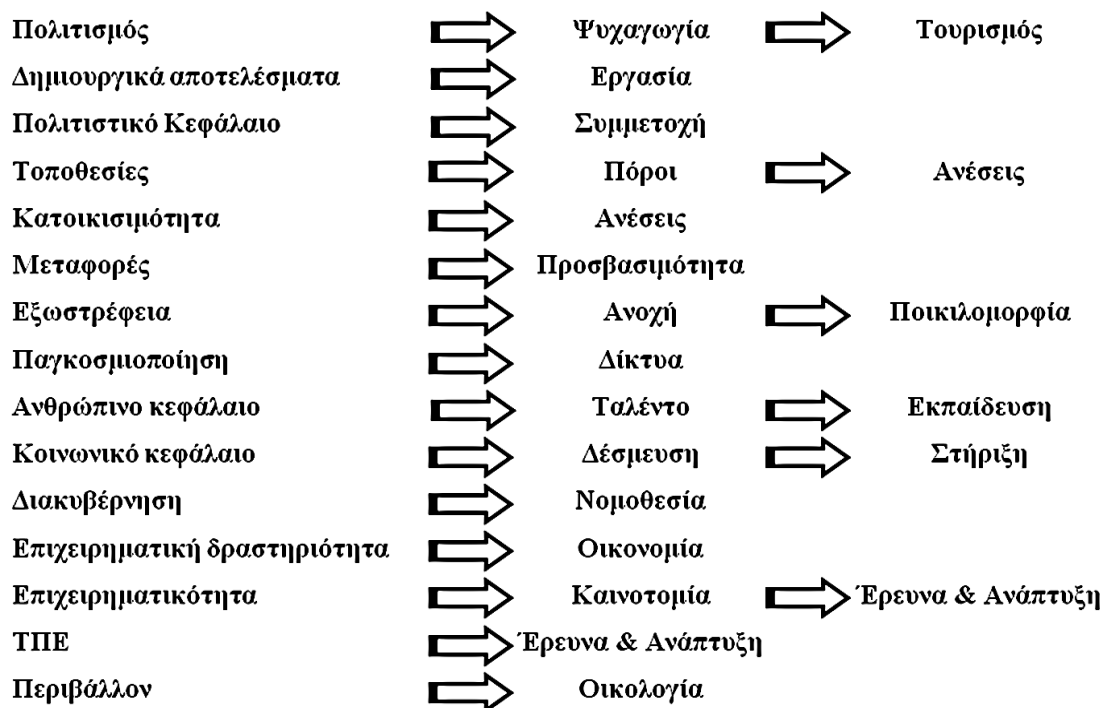 Πολιτισμός Ψυχαγωγία Τουρισμός
Δημιουργικά αποτελέσματα Εργασία
Πολιτιστικό Κεφάλαιο Συμμετοχή
Τοποθεσίες Πόροι Ανέσεις
Κατοικισιμότητα Ανέσεις
Μεταφορές Προσβασιμότητα
Εξωστρέφεια Ανοχή Ποικιλομορφία
Παγκοσμιοποίηση Δίκτυα
Ανθρώπινο κεφάλαιο Ταλέντο Εκπαίδευση
Κοινωνικό κεφάλαιο Δέσμευση Στήριξη
Διακυβέρνηση Νομοθεσία
Επιχειρηματική δραστηριότητα Οικονομία
Επιχειρηματικότητα Καινοτομία Έρευνα & Ανάπτυξη
ΤΠΕ Έρευνα & Ανάπτυξη
Περιβάλλον Οικολογία